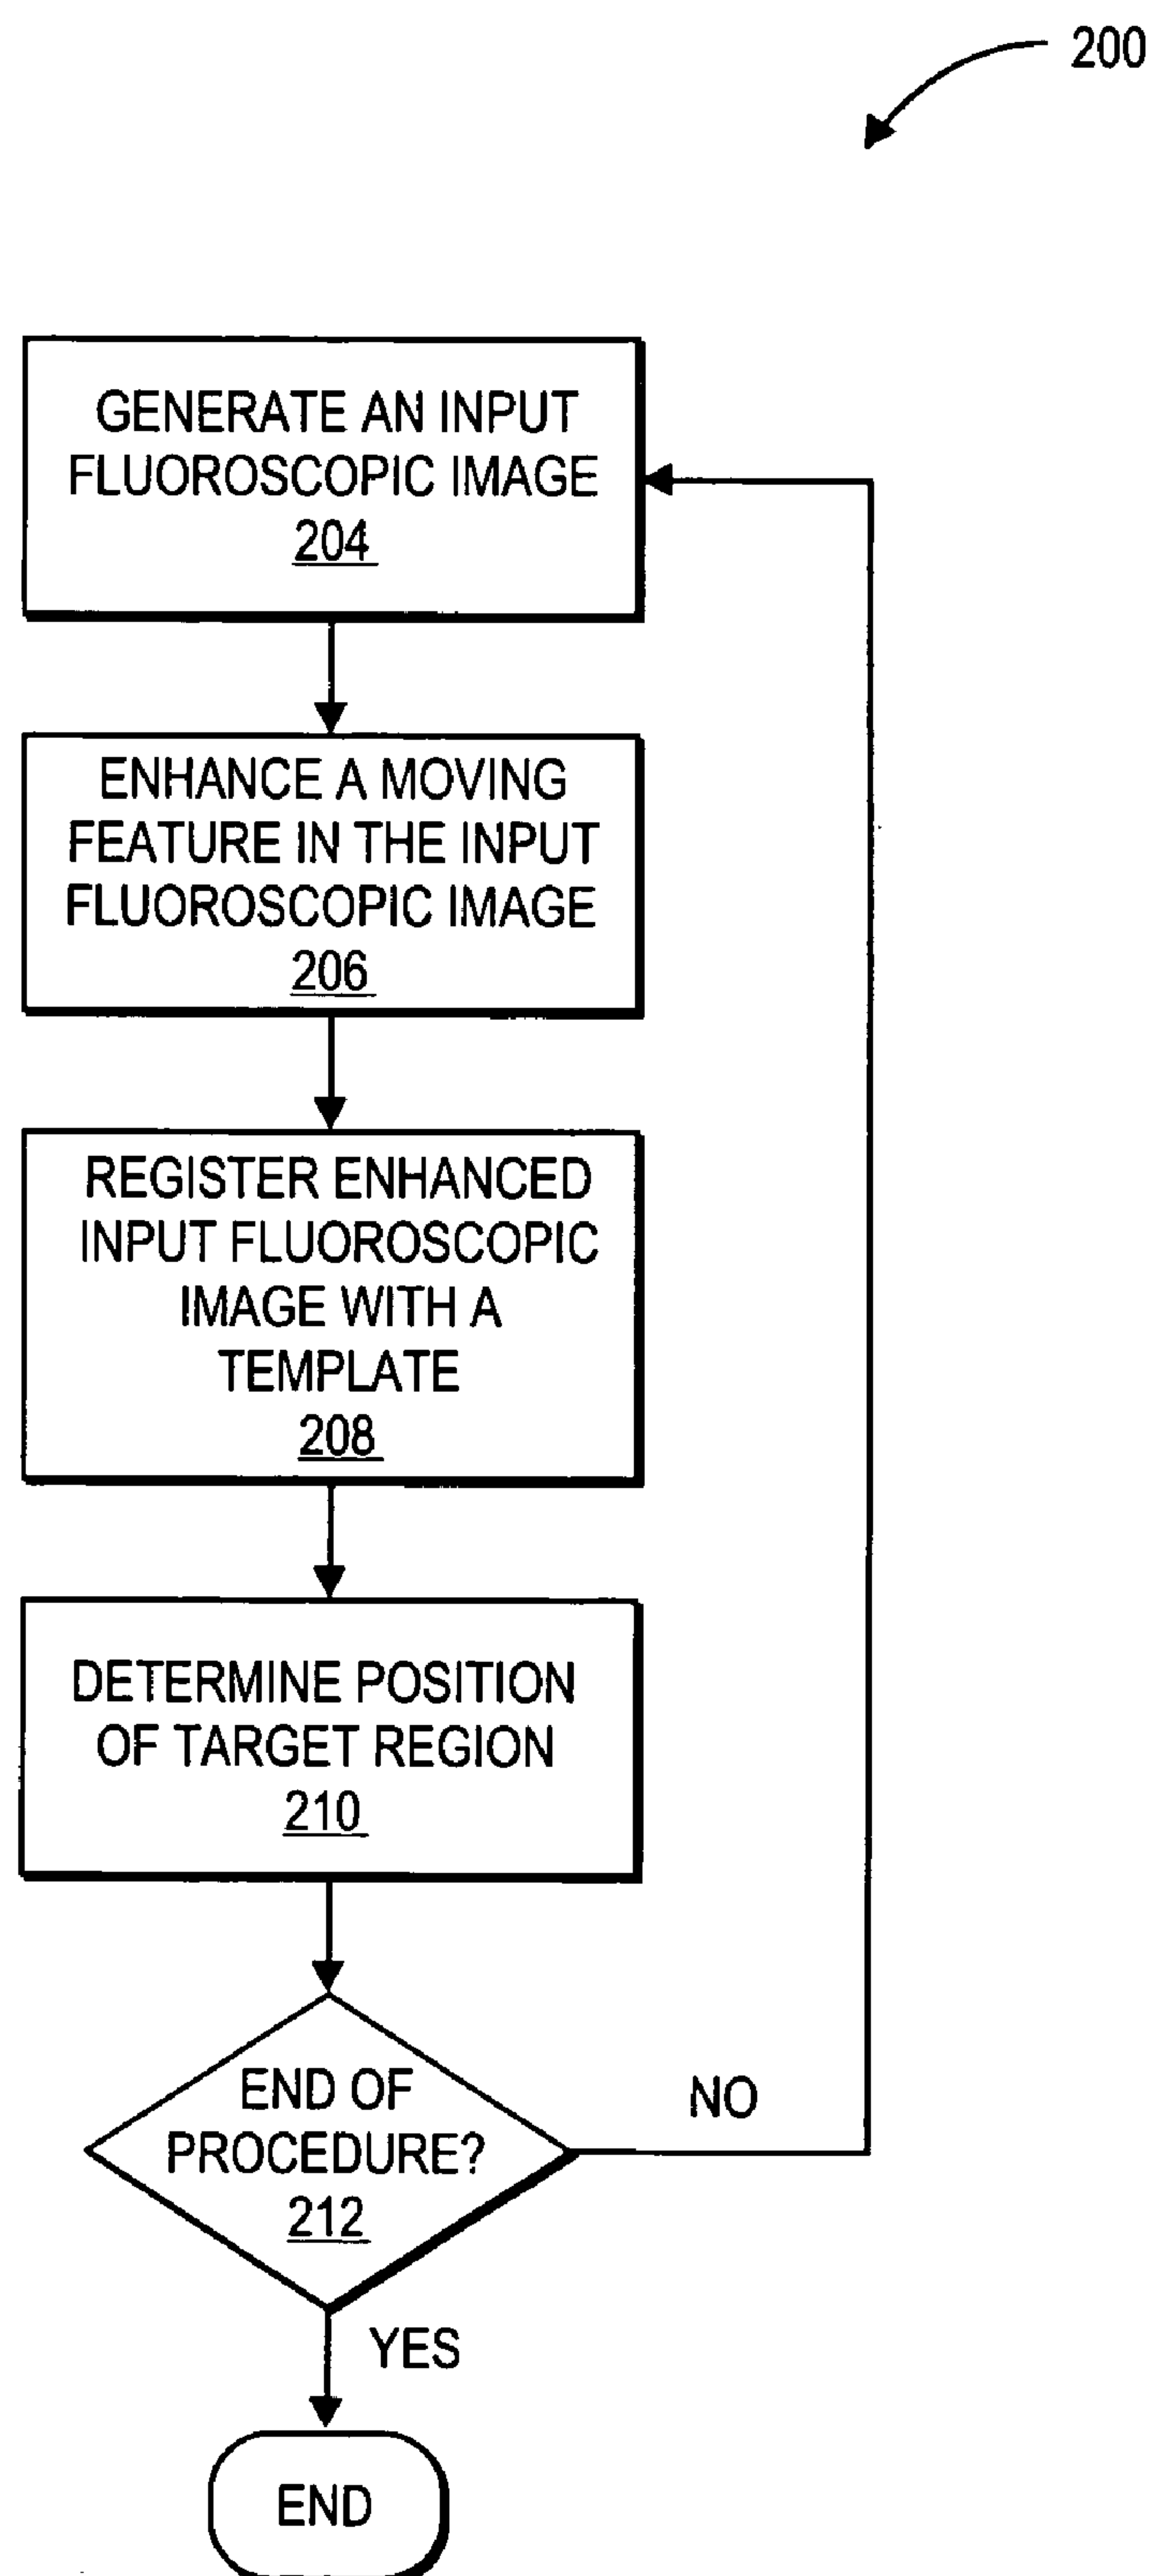 200
GENERATE AN INPUT
FLUOROSCOPIC IMAGE
204
ENHANCE A MOVING
FEATURE IN THE INPUT
FLUOROSCOPIC IMAGE
206
REGISTER ENHANCED
INPUT FLUOROSCOPIC
IMAGE WITH A
TEMPLATE
208
DETERMINE POSITION
OF TARGET REGION
210
END OF
PROCEDURE?
212
NO
YES
END